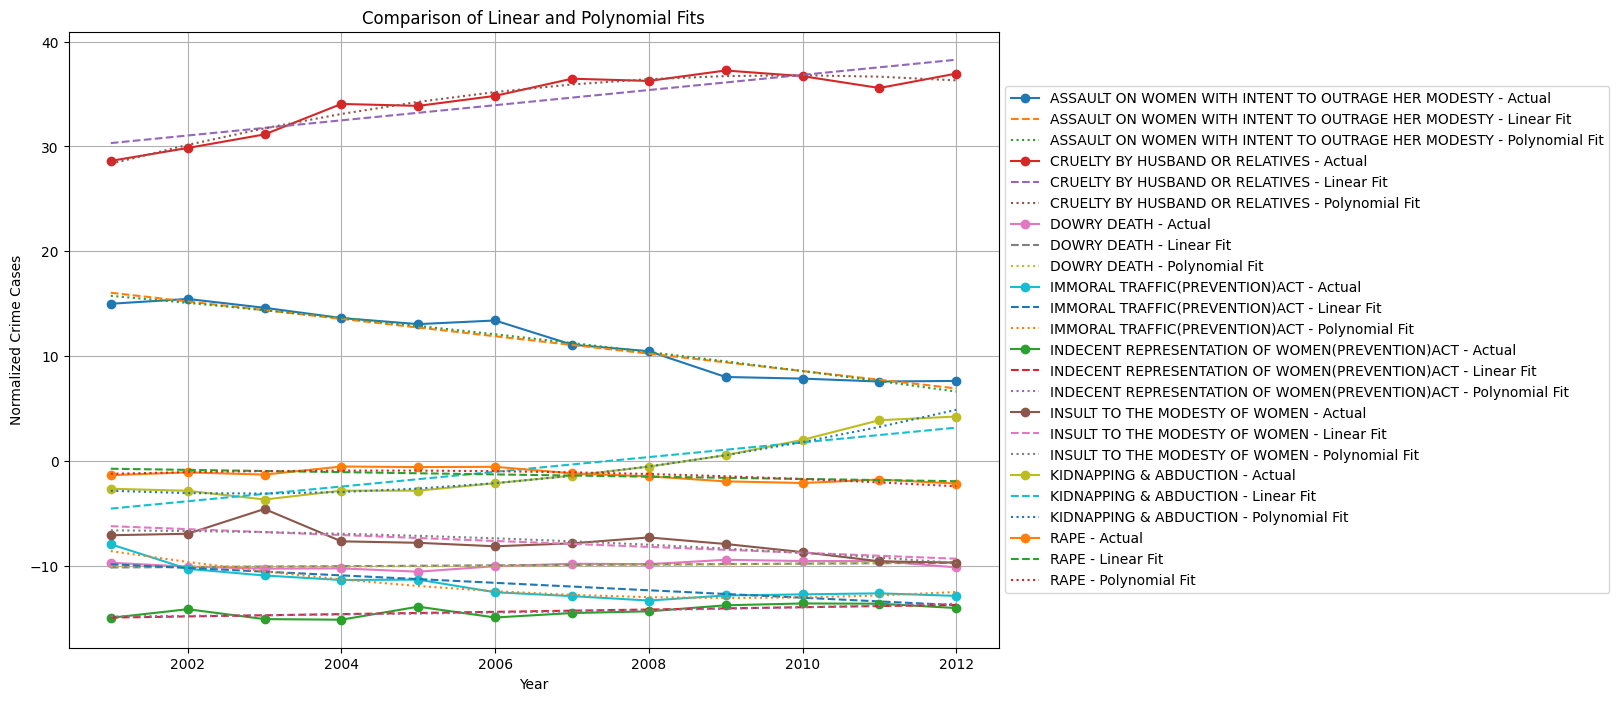 Comparison of Linear and Polynomial Fits
40
30
20
10
0
−10
Normalized Crime Cases
2002 2004 2006 2008 2010 2012
Year
ASSAULT ON WOMEN WITH INTENT TO OUTRAGE HER MODESTY - Actual
ASSAULT ON WOMEN WITH INTENT TO OUTRAGE HER MODESTY - Linear Fit
ASSAULT ON WOMEN WITH INTENT TO OUTRAGE HER MODESTY - Polynomial Fit
CRUELTY BY HUSBAND OR RELATIVES - Actual
CRUELTY BY HUSBAND OR RELATIVES - Linear Fit
CRUELTY BY HUSBAND OR RELATIVES - Polynomial Fit
DOWRY DEATH - Actual
DOWRY DEATH - Linear Fit
DOWRY DEATH - Polynomial Fit
IMMORAL TRAFFIC(PREVENTION)ACT - Actual
IMMORAL TRAFFIC(PREVENTION)ACT - Linear Fit
IMMORAL TRAFFIC(PREVENTION)ACT - Polynomial Fit
INDECENT REPRESENTATION OF WOMEN(PREVENTION)ACT - Actual
INDECENT REPRESENTATION OF WOMEN(PREVENTION)ACT - Linear Fit
INDECENT REPRESENTATION OF WOMEN(PREVENTION)ACT - Polynomial Fit
INSULT TO THE MODESTY OF WOMEN - Actual
INSULT TO THE MODESTY OF WOMEN - Linear Fit
INSULT TO THE MODESTY OF WOMEN - Polynomial Fit
KIDNAPPING & ABDUCTION - Actual
KIDNAPPING & ABDUCTION - Linear Fit
KIDNAPPING & ABDUCTION - Polynomial Fit
RAPE - Actual
RAPE - Linear Fit
RAPE - Polynomial Fit